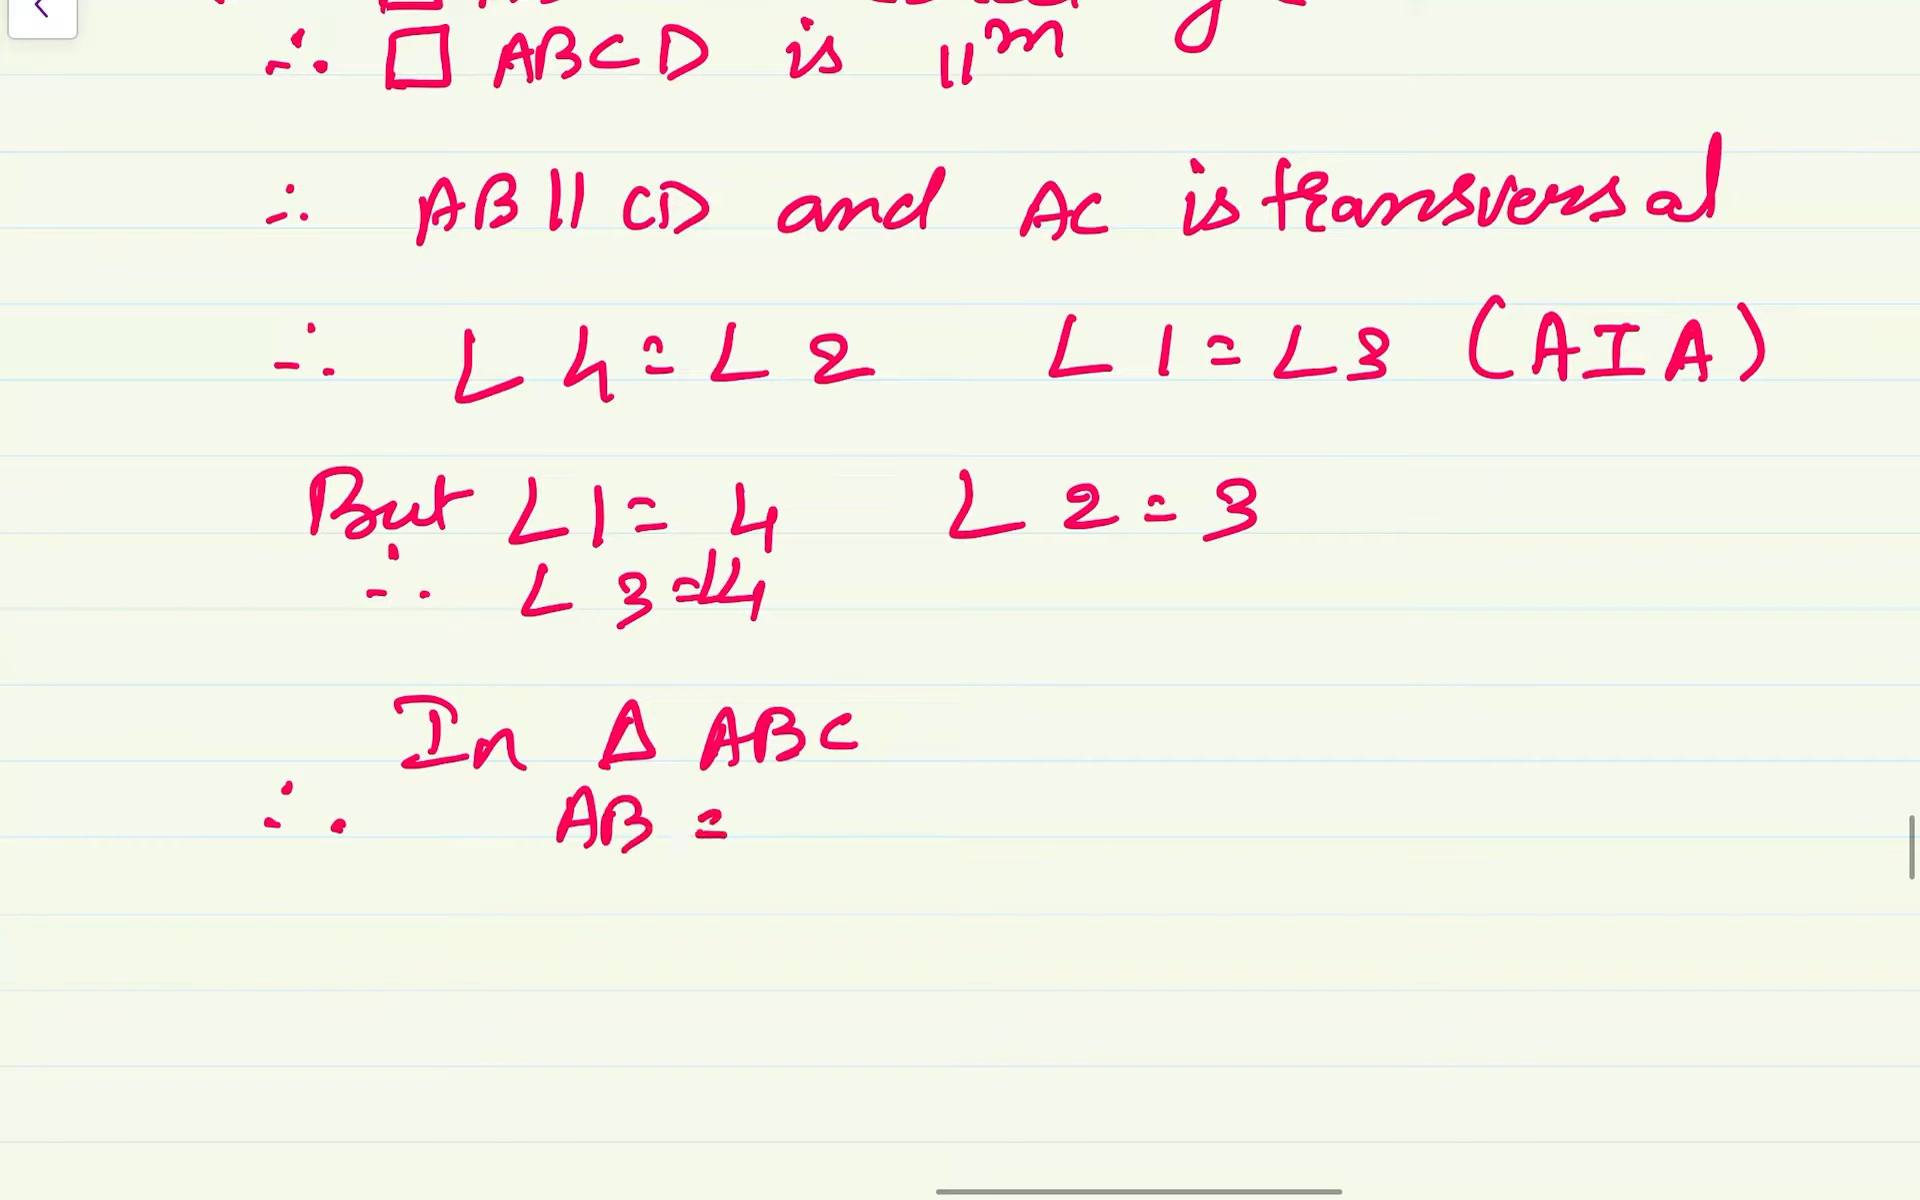 ∴ □ ABCD is ||m
∴ AB || CD and AC is transversal
∴ ∠4 = ∠2 ∠1 = ∠3 (AIA)
But ∠1 = 4 ∠2 = 3
∴ ∠3 = ∠4
In Δ ABC
∴ AB =